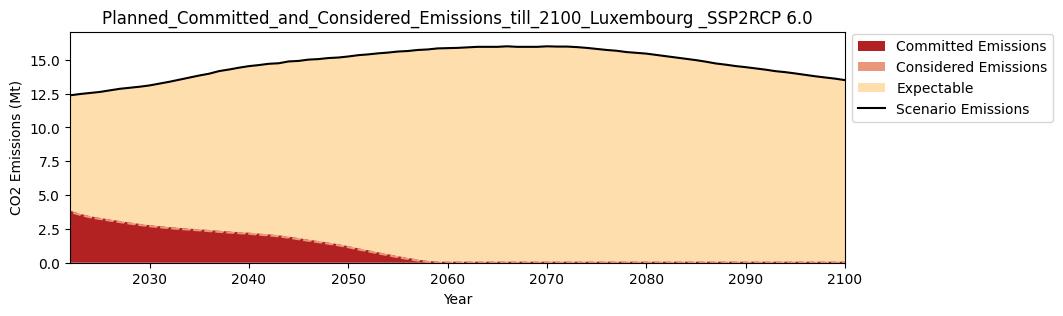 Planned_Committed_and_Considered_Emissions_till_2100_Luxembourg _SSP2RCP 6.0
Committed Emissions
Considered Emissions
Expectable
Scenario Emissions
CO2 Emissions (Mt)
15.0
12.5
10.0
7.5
5.0
2.5
0.0
2030 2040 2050 2060 2070 2080 2090 2100
Year